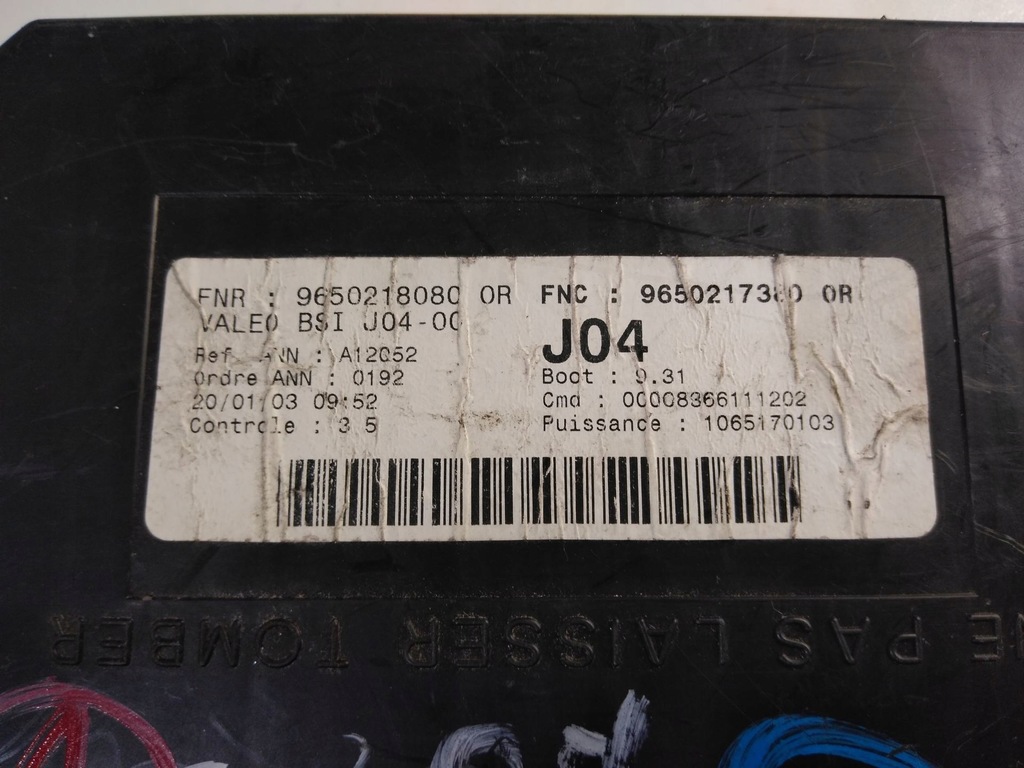 FNR : 9650218080 OR FNC : 9650217380 OR
VALEO BSI J04-00
J04
Ref. ANN : A12052
Ordre ANN : 0192
20/01/03 09:52
Controle : 3 5
Boot : 9.31
Cmd : 00008366111202
Puissance : 1065170103
NE PAS LAISSER TOMBER